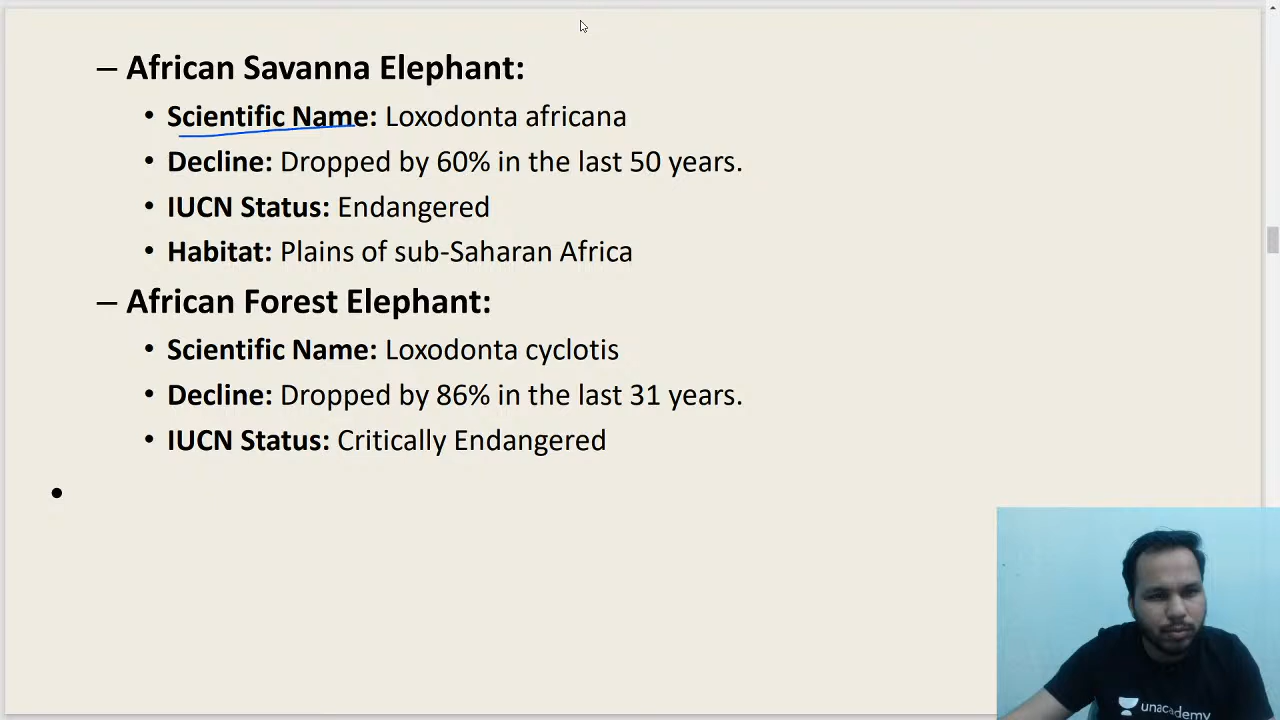 – African Savanna Elephant:
• Scientific Name: Loxodonta africana
• Decline: Dropped by 60% in the last 50 years.
• IUCN Status: Endangered
• Habitat: Plains of sub-Saharan Africa
– African Forest Elephant:
• Scientific Name: Loxodonta cyclotis
• Decline: Dropped by 86% in the last 31 years.
• IUCN Status: Critically Endangered
•
unacademy